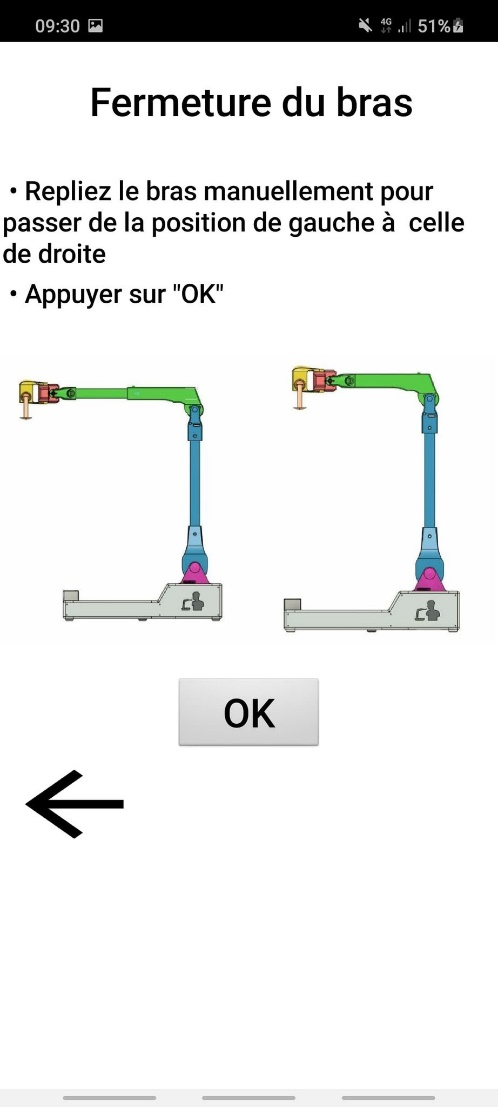 09:30 4G 51%
Fermeture du bras
• Repliez le bras manuellement pour
passer de la position de gauche à celle
de droite
• Appuyer sur "OK"
OK